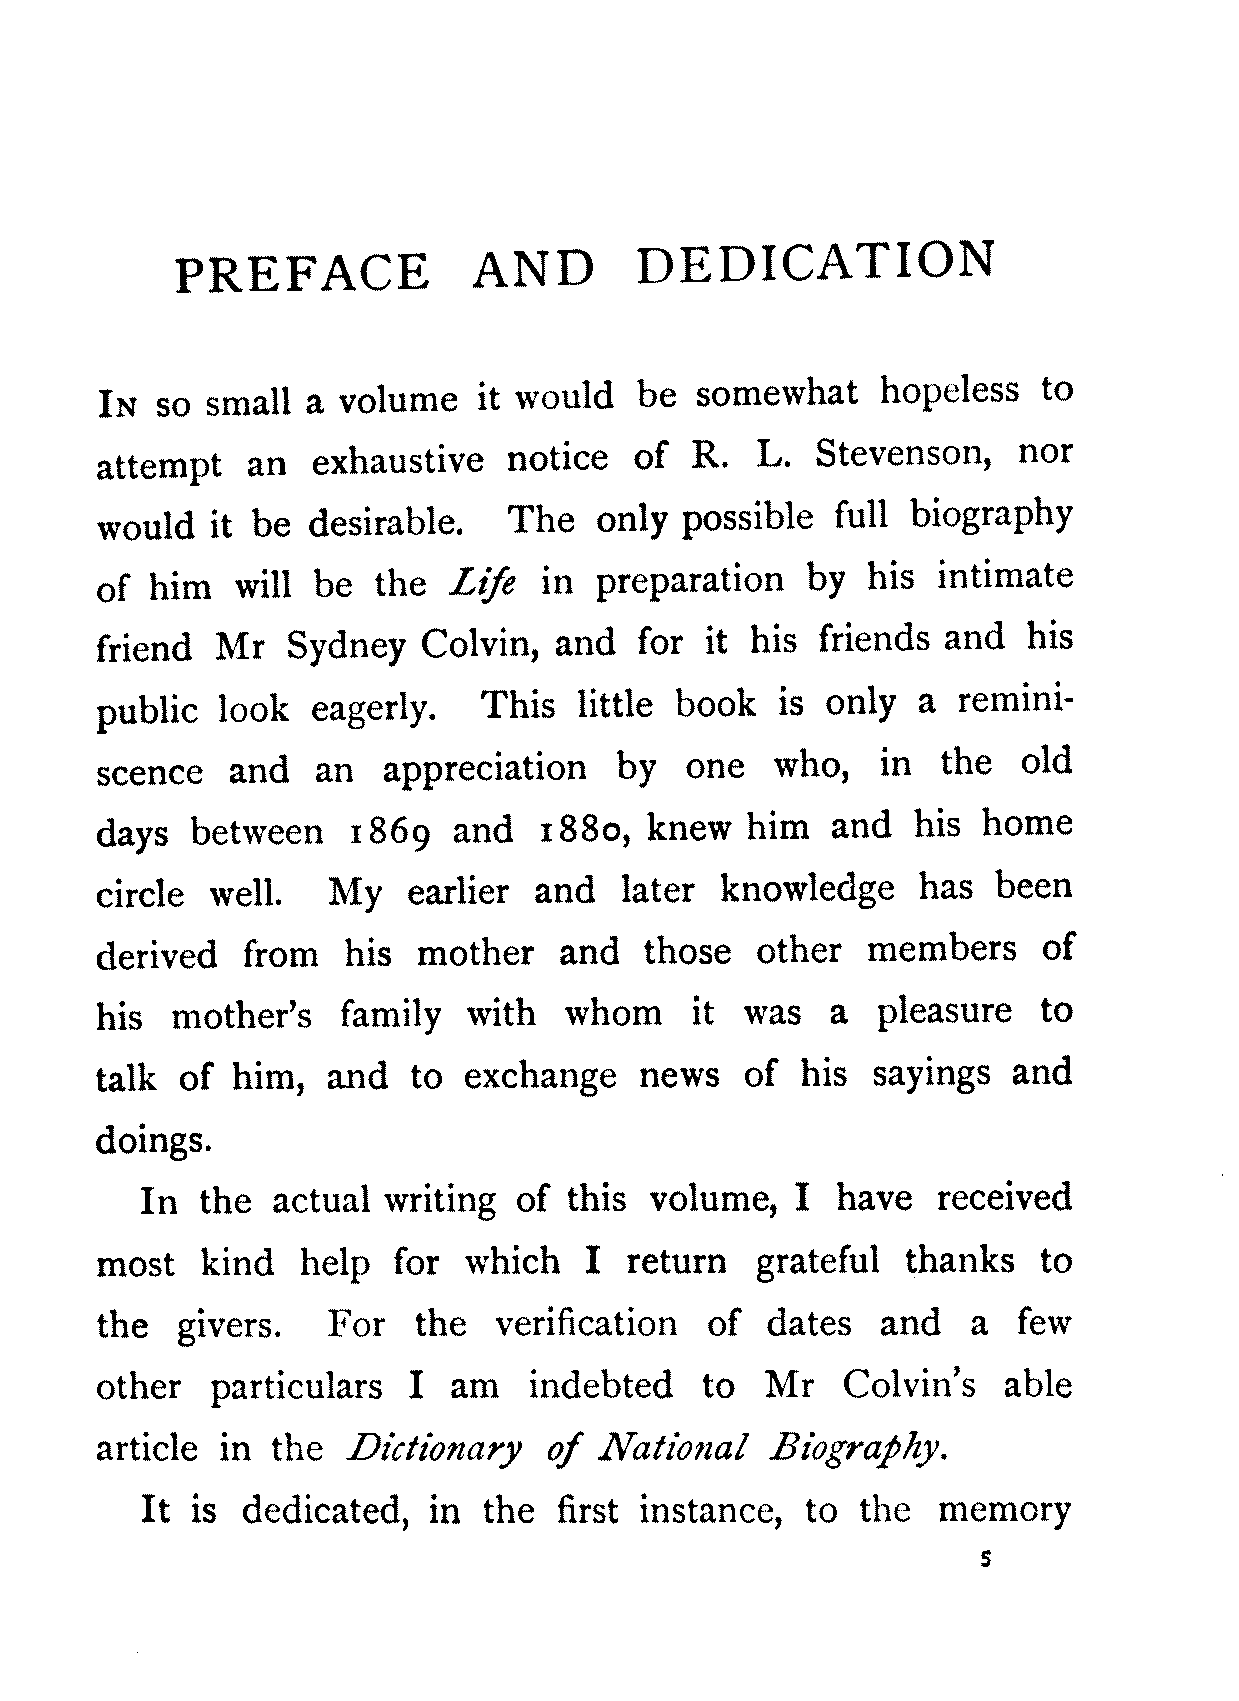 PREFACE AND DEDICATION
IN so small a volume it would be somewhat hopeless to
attempt an exhaustive notice of R. L. Stevenson, nor
would it be desirable. The only possible full biography
of him will be the Life in preparation by his intimate
friend Mr Sydney Colvin, and for it his friends and his
public look eagerly. This little book is only a remini-
scence and an appreciation by one who, in the old
days between 1869 and 1880, knew him and his home
circle well. My earlier and later knowledge has been
derived from his mother and those other members of
his mother's family with whom it was a pleasure to
talk of him, and to exchange news of his sayings and
doings.
In the actual writing of this volume, I have received
most kind help for which I return grateful thanks to
the givers. For the verification of dates and a few
other particulars I am indebted to Mr Colvin's able
article in the Dictionary of National Biography.
It is dedicated, in the first instance, to the memory
5